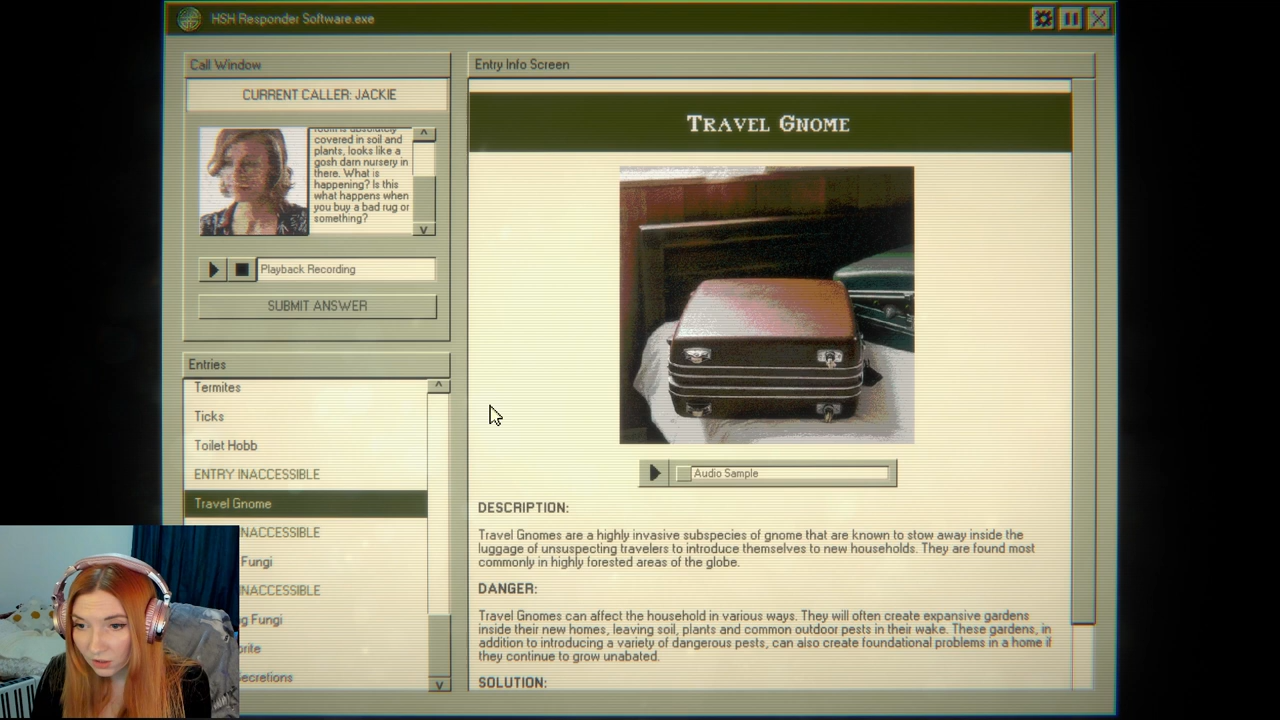 HSH Responder Software.exe
Call Window
CURRENT CALLER: JACKIE
room is absolutely
covered in soil and
plants, looks like a
gosh darn nursery in
there. What is
happening? Is this
what happens when
you buy a bad rug or
something?
Playback Recording
SUBMIT ANSWER
Entries
Termites
Ticks
Toilet Hobb
ENTRY INACCESSIBLE
Travel Gnome
INACCESSIBLE
Fungi
INACCESSIBLE
Fungi
Entry Info Screen
TRAVEL GNOME
Audio Sample
DESCRIPTION:
Travel Gnomes are a highly invasive subspecies of gnome that are known to stow away inside the
luggage of unsuspecting travelers to introduce themselves to new households. They are found most
commonly in highly forested areas of the globe.
DANGER:
Travel Gnomes can affect the household in various ways. They will often create expansive gardens
inside their new homes, leaving soil, plants and common outdoor pests in their wake. These gardens, in
addition to introducing a variety of dangerous pests, can also create foundational problems in a home if
they continue to grow unabated.
SOLUTION: